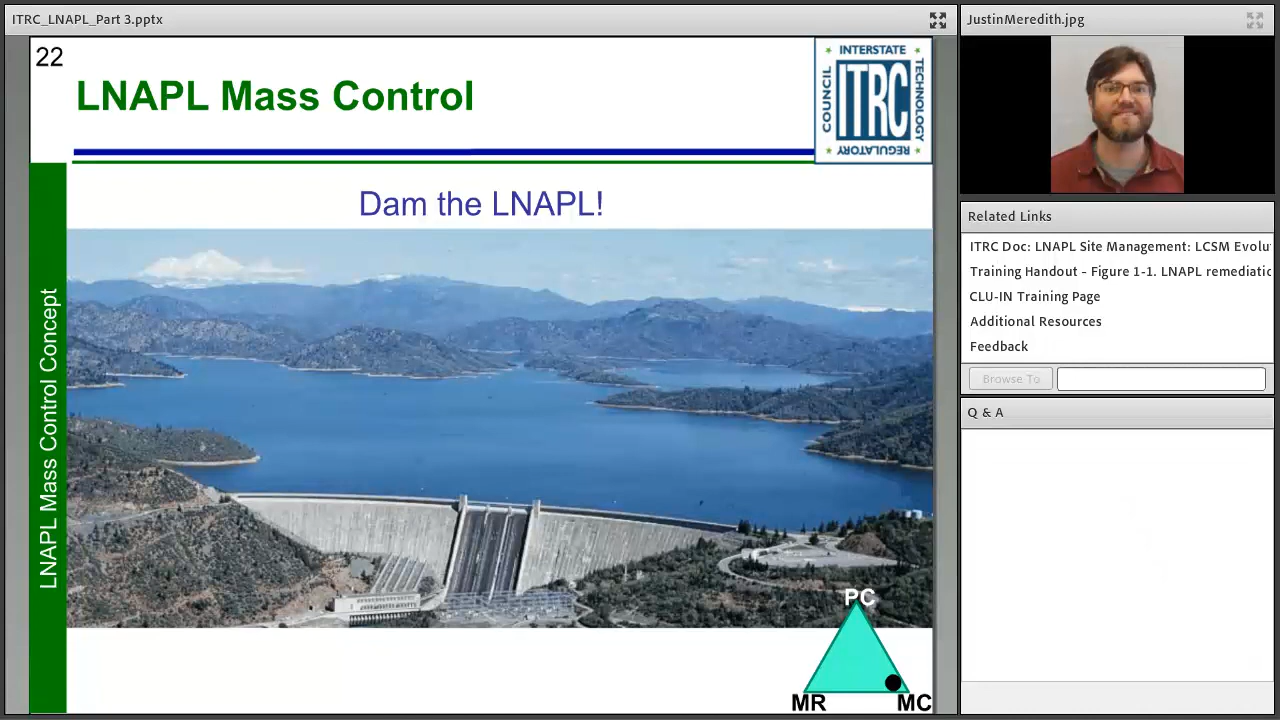 ITRC_LNAPL_Part 3.pptx
22
LNAPL Mass Control
INTERSTATE
COUNCIL
ITRC
TECHNOLOGY
REGULATORY
Dam the LNAPL!
LNAPL Mass Control Concept
PC
MR
MC
JustinMeredith.jpg
Related Links
ITRC Doc: LNAPL Site Management: LCSM Evolu
Training Handout - Figure 1-1. LNAPL remediatic
CLU-IN Training Page
Additional Resources
Feedback
Browse To
Q & A